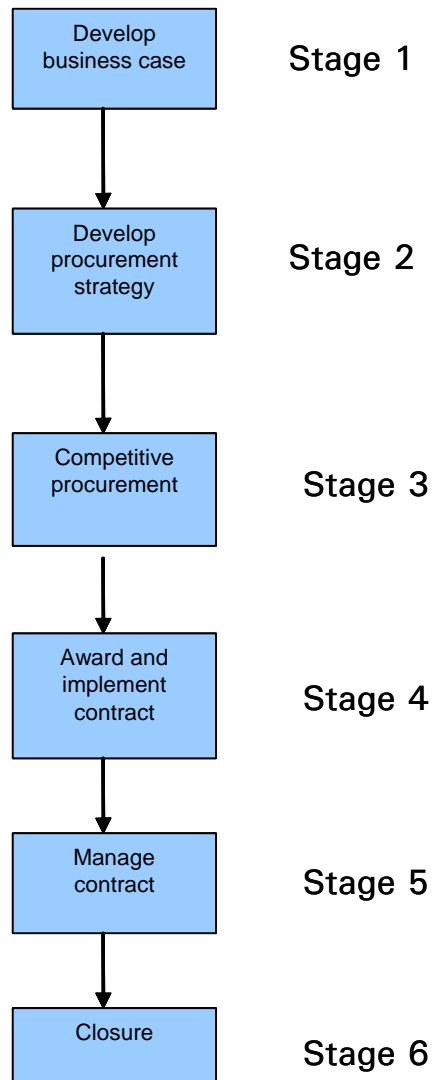 Develop
business case
Stage 1
Develop
procurement
strategy
Stage 2
Competitive
procurement
Stage 3
Award and
implement
contract
Stage 4
Manage
contract
Stage 5
Closure
Stage 6